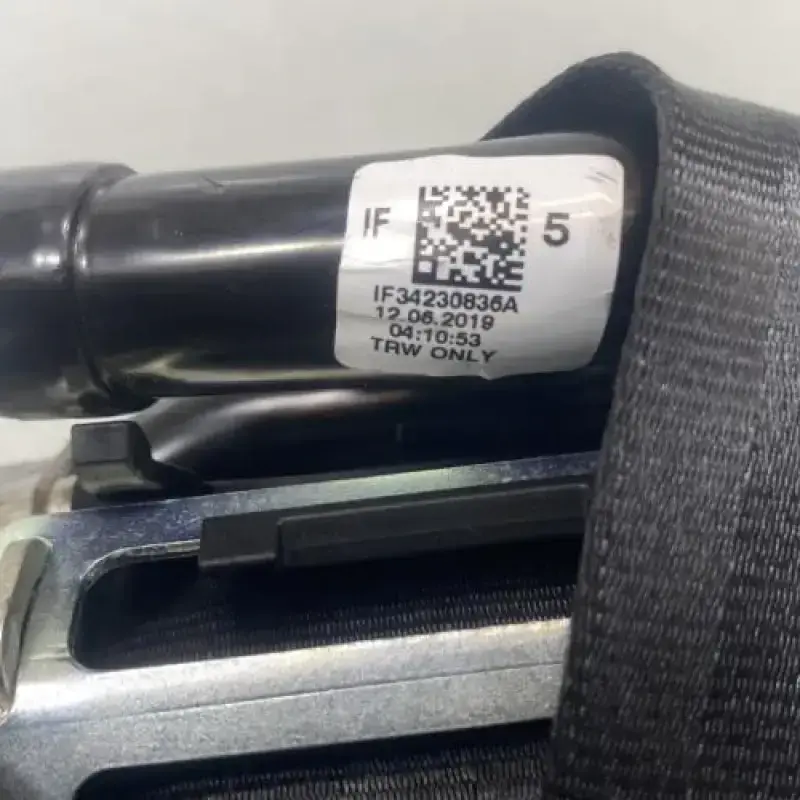 IF 5
IF34230836A
12.06.2019
04:10:53
TRW ONLY